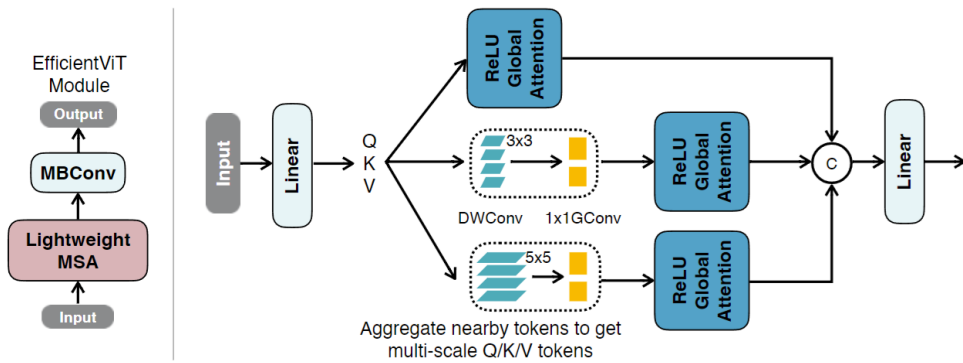 EfficientViT
Module
Output
MBConv
Lightweight
MSA
Input
Input
Linear
Q
K
V
ReLU
Global
Attention
3x3
DWConv
1x1GConv
ReLU
Global
Attention
5x5
ReLU
Global
Attention
Aggregate nearby tokens to get
multi-scale Q/K/V tokens
C
Linear